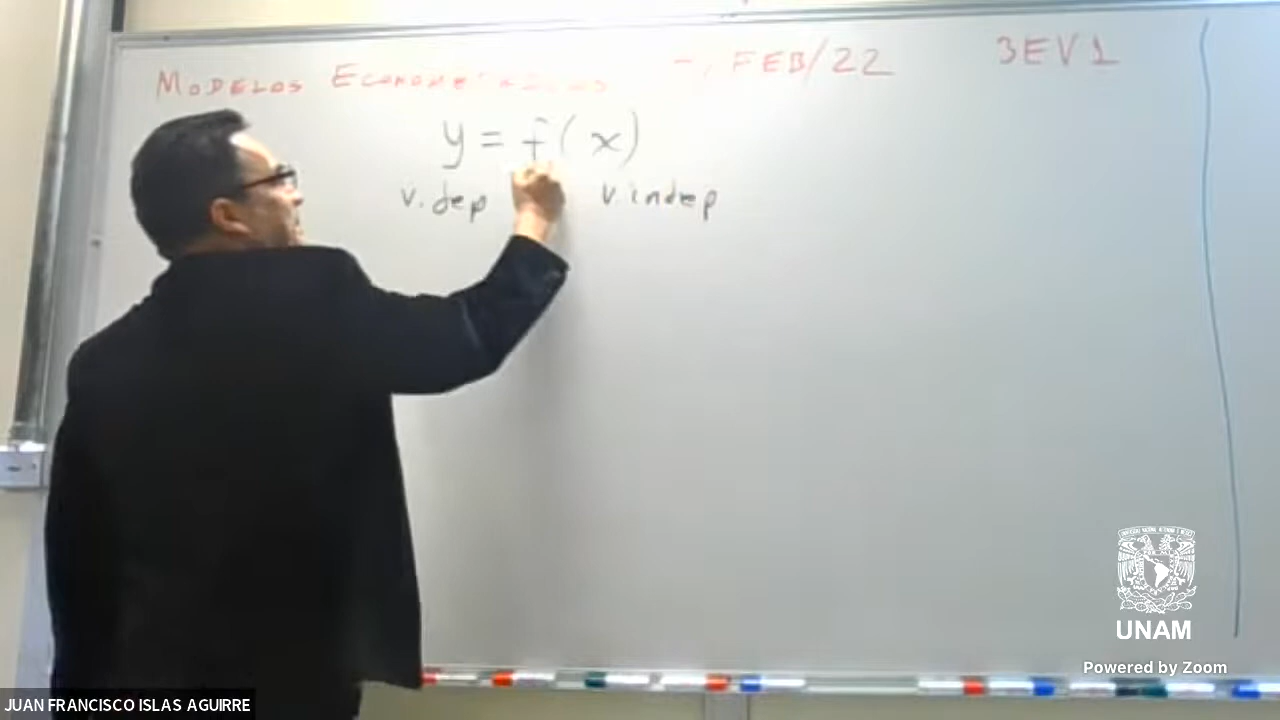 MODELOS ECONOMÉTRICOS FEB/22 3EV1
y = f(x)
v. dep v. indep
UNAM
Powered by Zoom
JUAN FRANCISCO ISLAS AGUIRRE